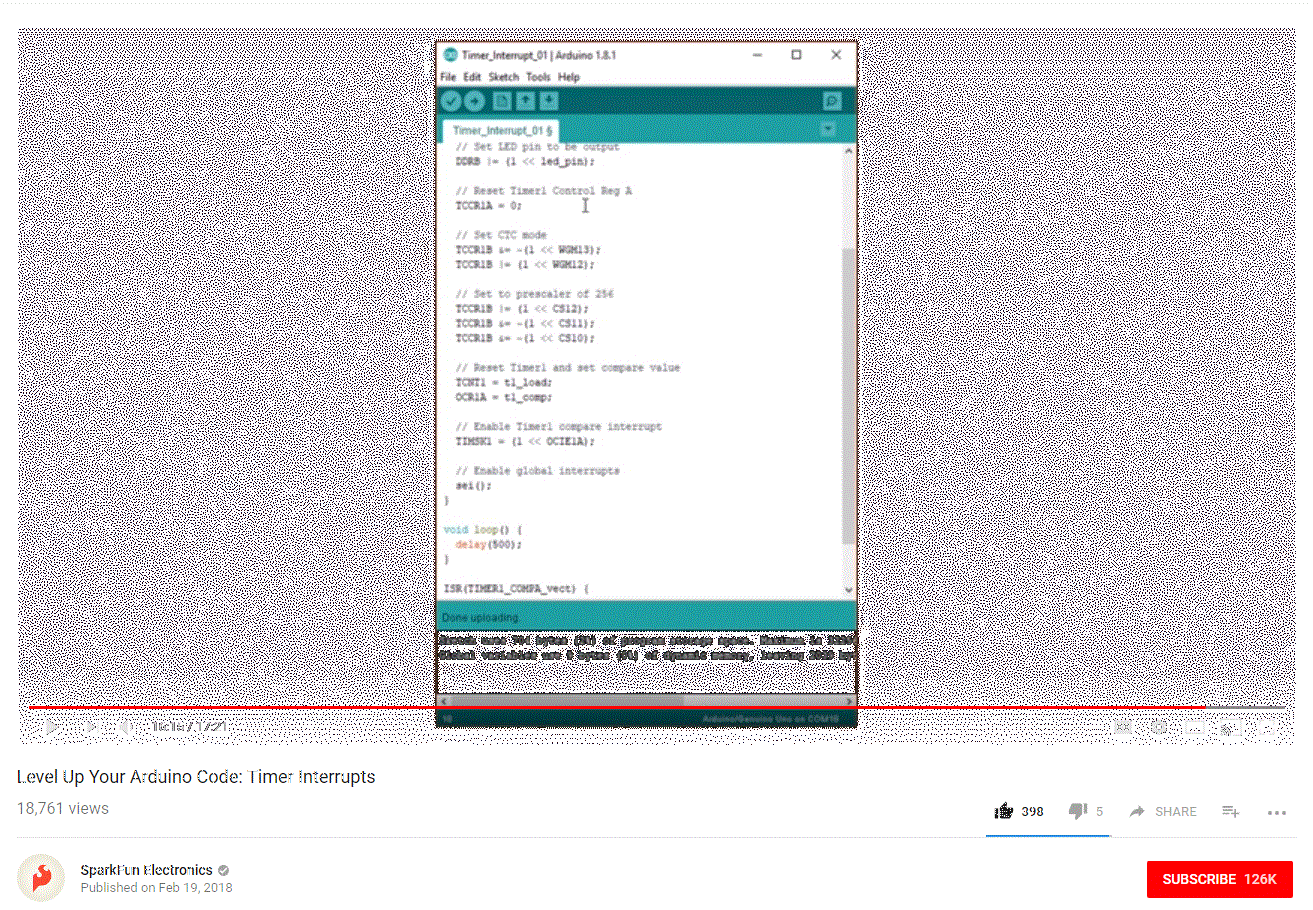 Timer_Interrupt_01 | Arduino 1.8.1
File Edit Sketch Tools Help
Timer_Interrupt_01 §
// Set LED pin to be output
DDRB |= (1 << led_pin);
// Reset Timer1 Control Reg A
TCCR1A = 0;
// Set CTC mode
TCCR1B &= ~(1 << WGM13);
TCCR1B |= (1 << WGM12);
// Set to prescaler of 256
TCCR1B |= (1 << CS12);
TCCR1B &= ~(1 << CS11);
TCCR1B &= ~(1 << CS10);
// Reset Timer1 and set compare value
TCNT1 = t1_load;
OCR1A = t1_comp;
// Enable Timer1 compare interrupt
TIMSK1 = (1 << OCIE1A);
// Enable global interrupts
sei();
}
void loop() {
delay(500);
}
ISR(TIMER1_COMPA_vect) {
Done uploading.
Arduino/Genuino Uno on COM18
Level Up Your Arduino Code: Timer Interrupts
18,761 views
398 5 SHARE
SparkFun Electronics
Published on Feb 19, 2018
SUBSCRIBE 126K